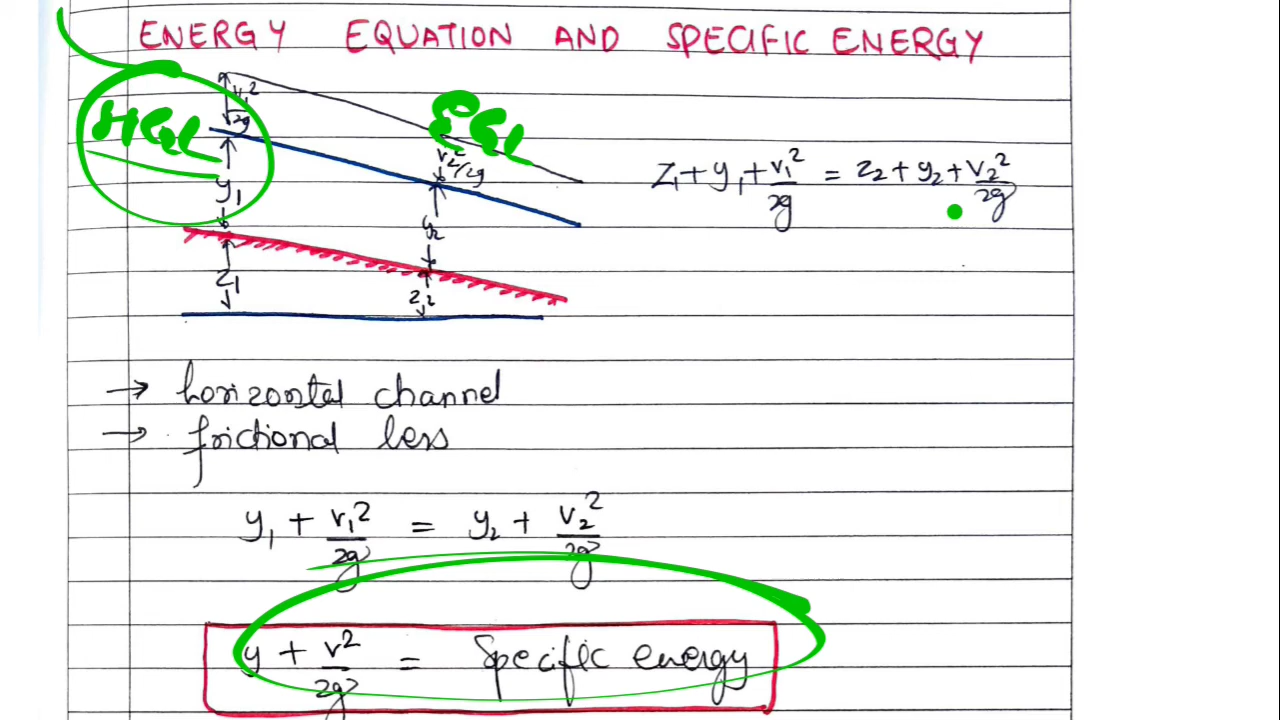 ENERGY EQUATION AND SPECIFIC ENERGY
v₁²/2g
HGL
EGL
v₂²/2g
y₁
y₂
z₁
z₂
z₁ + y₁ + v₁²/2g = z₂ + y₂ + v₂²/2g
→ horizontal channel
→ frictional less
y₁ + v₁²/2g = y₂ + v₂²/2g
y + v²/2g = Specific energy